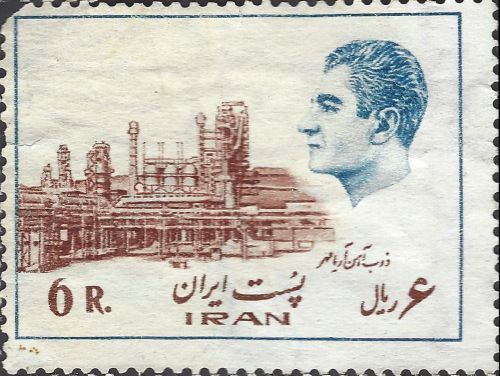 ذوب آهن آریامهر
6 R. پست ایران ۶ ریال
IRAN